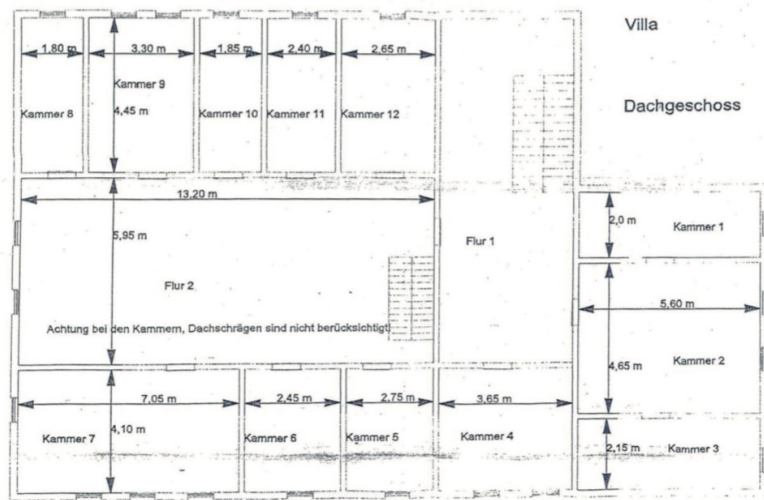 Villa
Dachgeschoss
1,80 m
3,30 m
1,85 m
2,40 m
2,65 m
Kammer 9
Kammer 8
4,45 m
Kammer 10
Kammer 11
Kammer 12
13,20 m
5,95 m
Flur 1
Flur 2
Achtung bei den Kammern, Dachschrägen sind nicht berücksichtigt!
2,0 m
Kammer 1
5,60 m
4,65 m
Kammer 2
7,05 m
2,45 m
2,75 m
3,65 m
Kammer 7
4,10 m
Kammer 6
Kammer 5
Kammer 4
2,15 m
Kammer 3